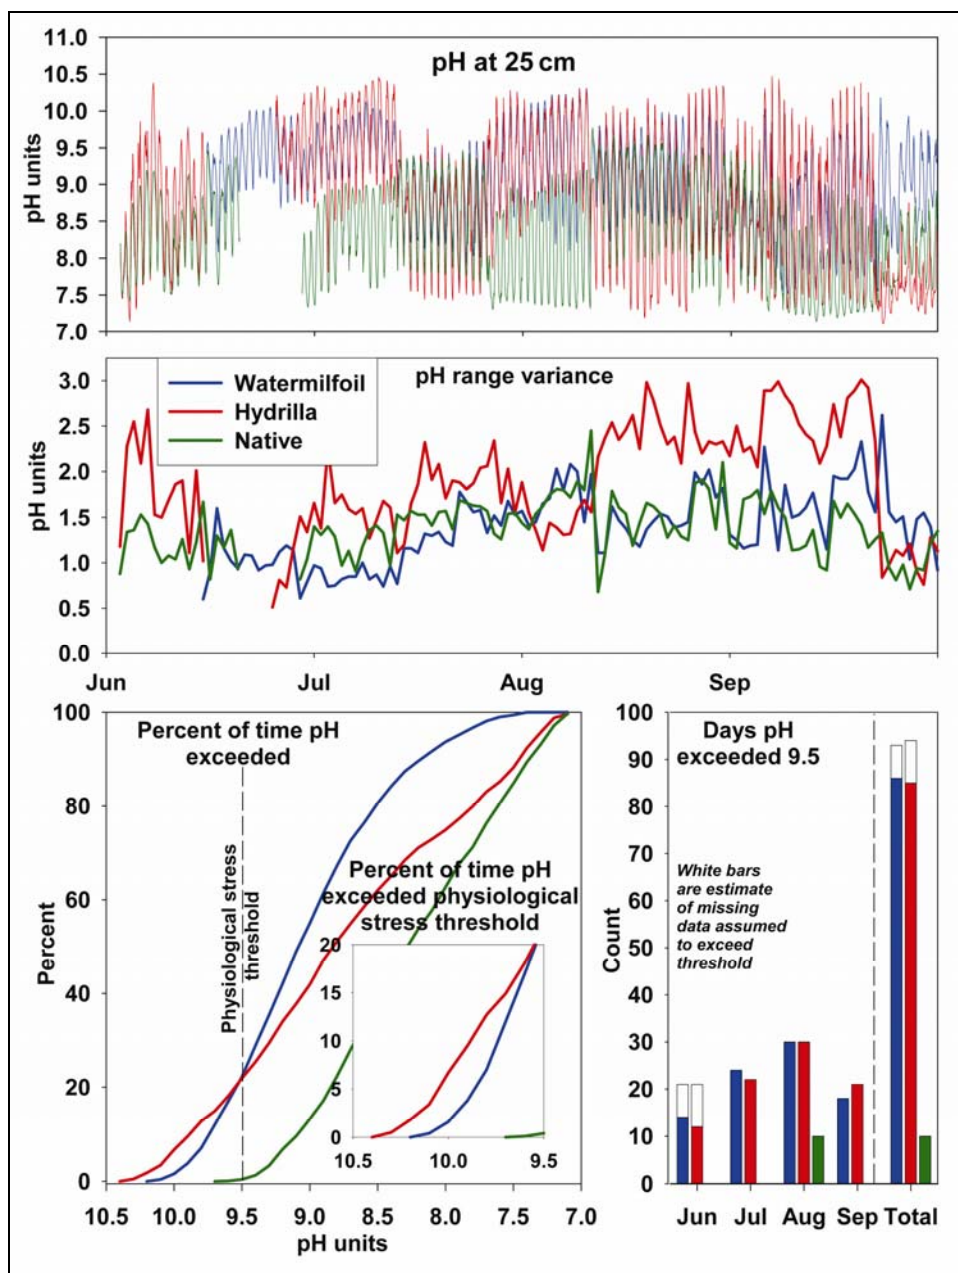 pH at 25 cm
pH units
11.0
10.5
10.0
9.5
9.0
8.5
8.0
7.5
7.0
pH range variance
Watermilfoil
Hydrilla
Native
pH units
3.0
2.5
2.0
1.5
1.0
0.5
0.0
Jun Jul Aug Sep
Percent of time pH
exceeded
Percent
100
80
60
40
20
0
Physiological stress
threshold
10.5 10.0 9.5 9.0 8.5 8.0 7.5 7.0
pH units
Percent of time pH
exceeded physiological
stress threshold
20
15
10
5
0
10.5 10.0 9.5
Days pH
exceeded 9.5
Count
100
90
80
70
60
50
40
30
20
10
0
White bars
are estimate
of missing
data assumed
to exceed
threshold
Jun Jul Aug Sep Total